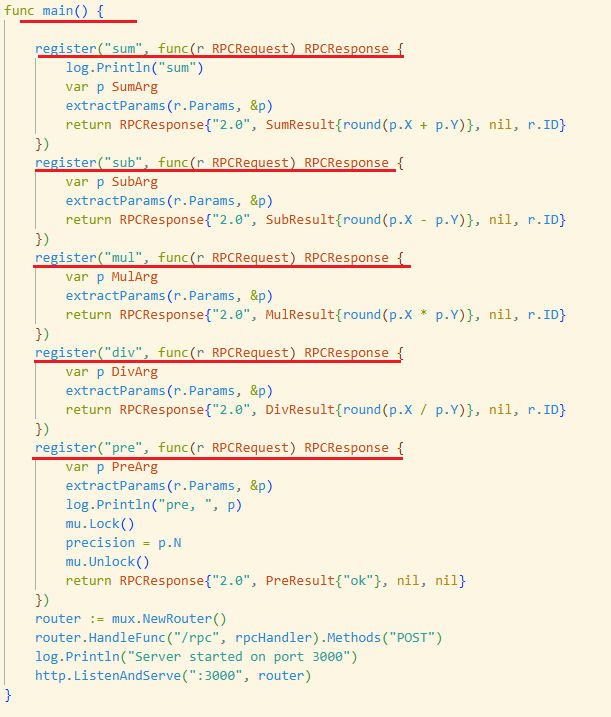 func main() {
register("sum", func(r RPCRequest) RPCResponse {
log.Println("sum")
var p SumArg
extractParams(r.Params, &p)
return RPCResponse{"2.0", SumResult{round(p.X + p.Y)}, nil, r.ID}
})
register("sub", func(r RPCRequest) RPCResponse {
var p SubArg
extractParams(r.Params, &p)
return RPCResponse{"2.0", SubResult{round(p.X - p.Y)}, nil, r.ID}
})
register("mul", func(r RPCRequest) RPCResponse {
var p MulArg
extractParams(r.Params, &p)
return RPCResponse{"2.0", MulResult{round(p.X * p.Y)}, nil, r.ID}
})
register("div", func(r RPCRequest) RPCResponse {
var p DivArg
extractParams(r.Params, &p)
return RPCResponse{"2.0", DivResult{round(p.X / p.Y)}, nil, r.ID}
})
register("pre", func(r RPCRequest) RPCResponse {
var p PreArg
extractParams(r.Params, &p)
log.Println("pre, ", p)
mu.Lock()
precision = p.N
mu.Unlock()
return RPCResponse{"2.0", PreResult{"ok"}, nil, nil}
})
router := mux.NewRouter()
router.HandleFunc("/rpc", rpcHandler).Methods("POST")
log.Println("Server started on port 3000")
http.ListenAndServe(":3000", router)
}